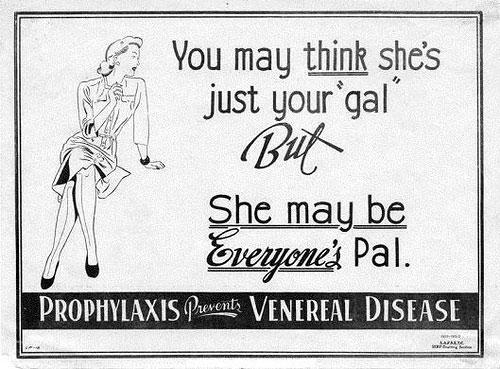 You may think she's
just your "gal"
But
She may be
Everyone's Pal.
PROPHYLAXIS Prevents VENEREAL DISEASE